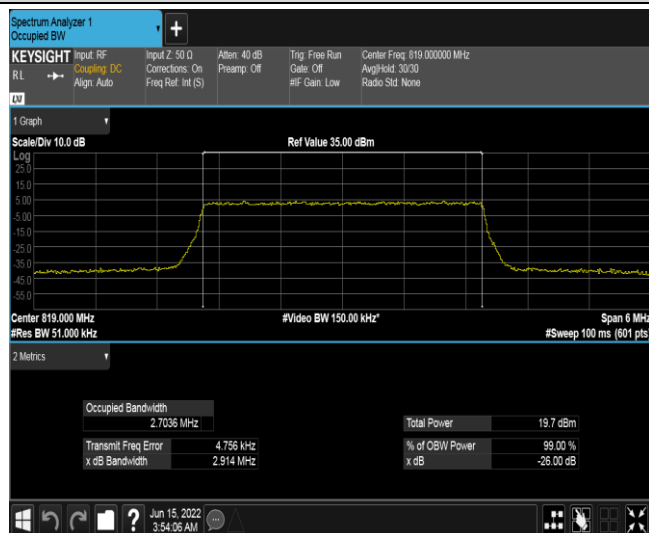 Spectrum Analyzer 1
Occupied BW
+
KEYSIGHT Input: RF Input Z: 50 Ω Atten: 40 dB Trig: Free Run Center Freq: 819.000000 MHz
RL Coupling: DC Corrections: On Preamp: Off Gate: Off Avg|Hold: 30/30
Align: Auto Freq Ref: Int (S) #IF Gain: Low Radio Std: None
LXI
1 Graph
Scale/Div 10.0 dB Ref Value 35.00 dBm
Log
25.0
15.0
5.00
-5.00
-15.0
-25.0
-35.0
-45.0
-55.0
Center 819.000 MHz #Video BW 150.00 kHz* Span 6 MHz
#Res BW 51.000 kHz #Sweep 100 ms (601 pts)
2 Metrics
Occupied Bandwidth
2.7036 MHz Total Power 19.7 dBm
Transmit Freq Error 4.756 kHz % of OBW Power 99.00 %
x dB Bandwidth 2.914 MHz x dB -26.00 dB
? Jun 15, 2022
3:54:06 AM